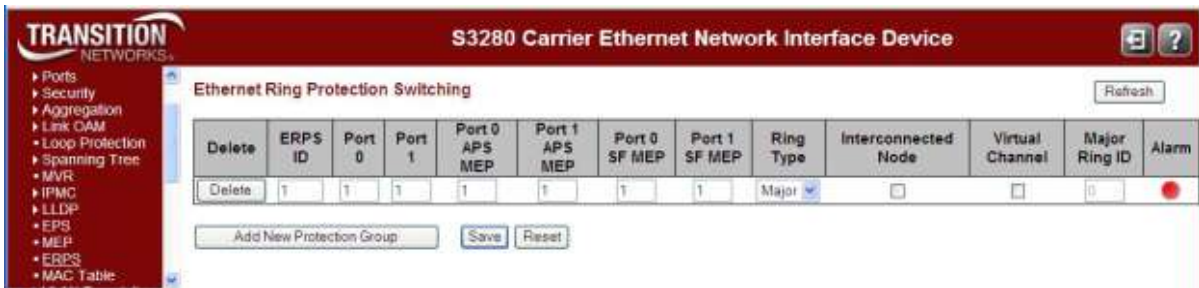 TRANSITION
NETWORKS®
S3280 Carrier Ethernet Network Interface Device
?
Ports
Security
Aggregation
Link OAM
Loop Protection
Spanning Tree
MVR
IPMC
LLDP
EPS
MEP
ERPS
MAC Table
Ethernet Ring Protection Switching
Refresh
Delete ERPS ID Port 0 Port 1 Port 0 APS MEP Port 1 APS MEP Port 0 SF MEP Port 1 SF MEP Ring Type Interconnected Node Virtual Channel Major Ring ID Alarm
Delete 1 1 1 1 1 1 1 Major 0
Add New Protection Group Save Reset